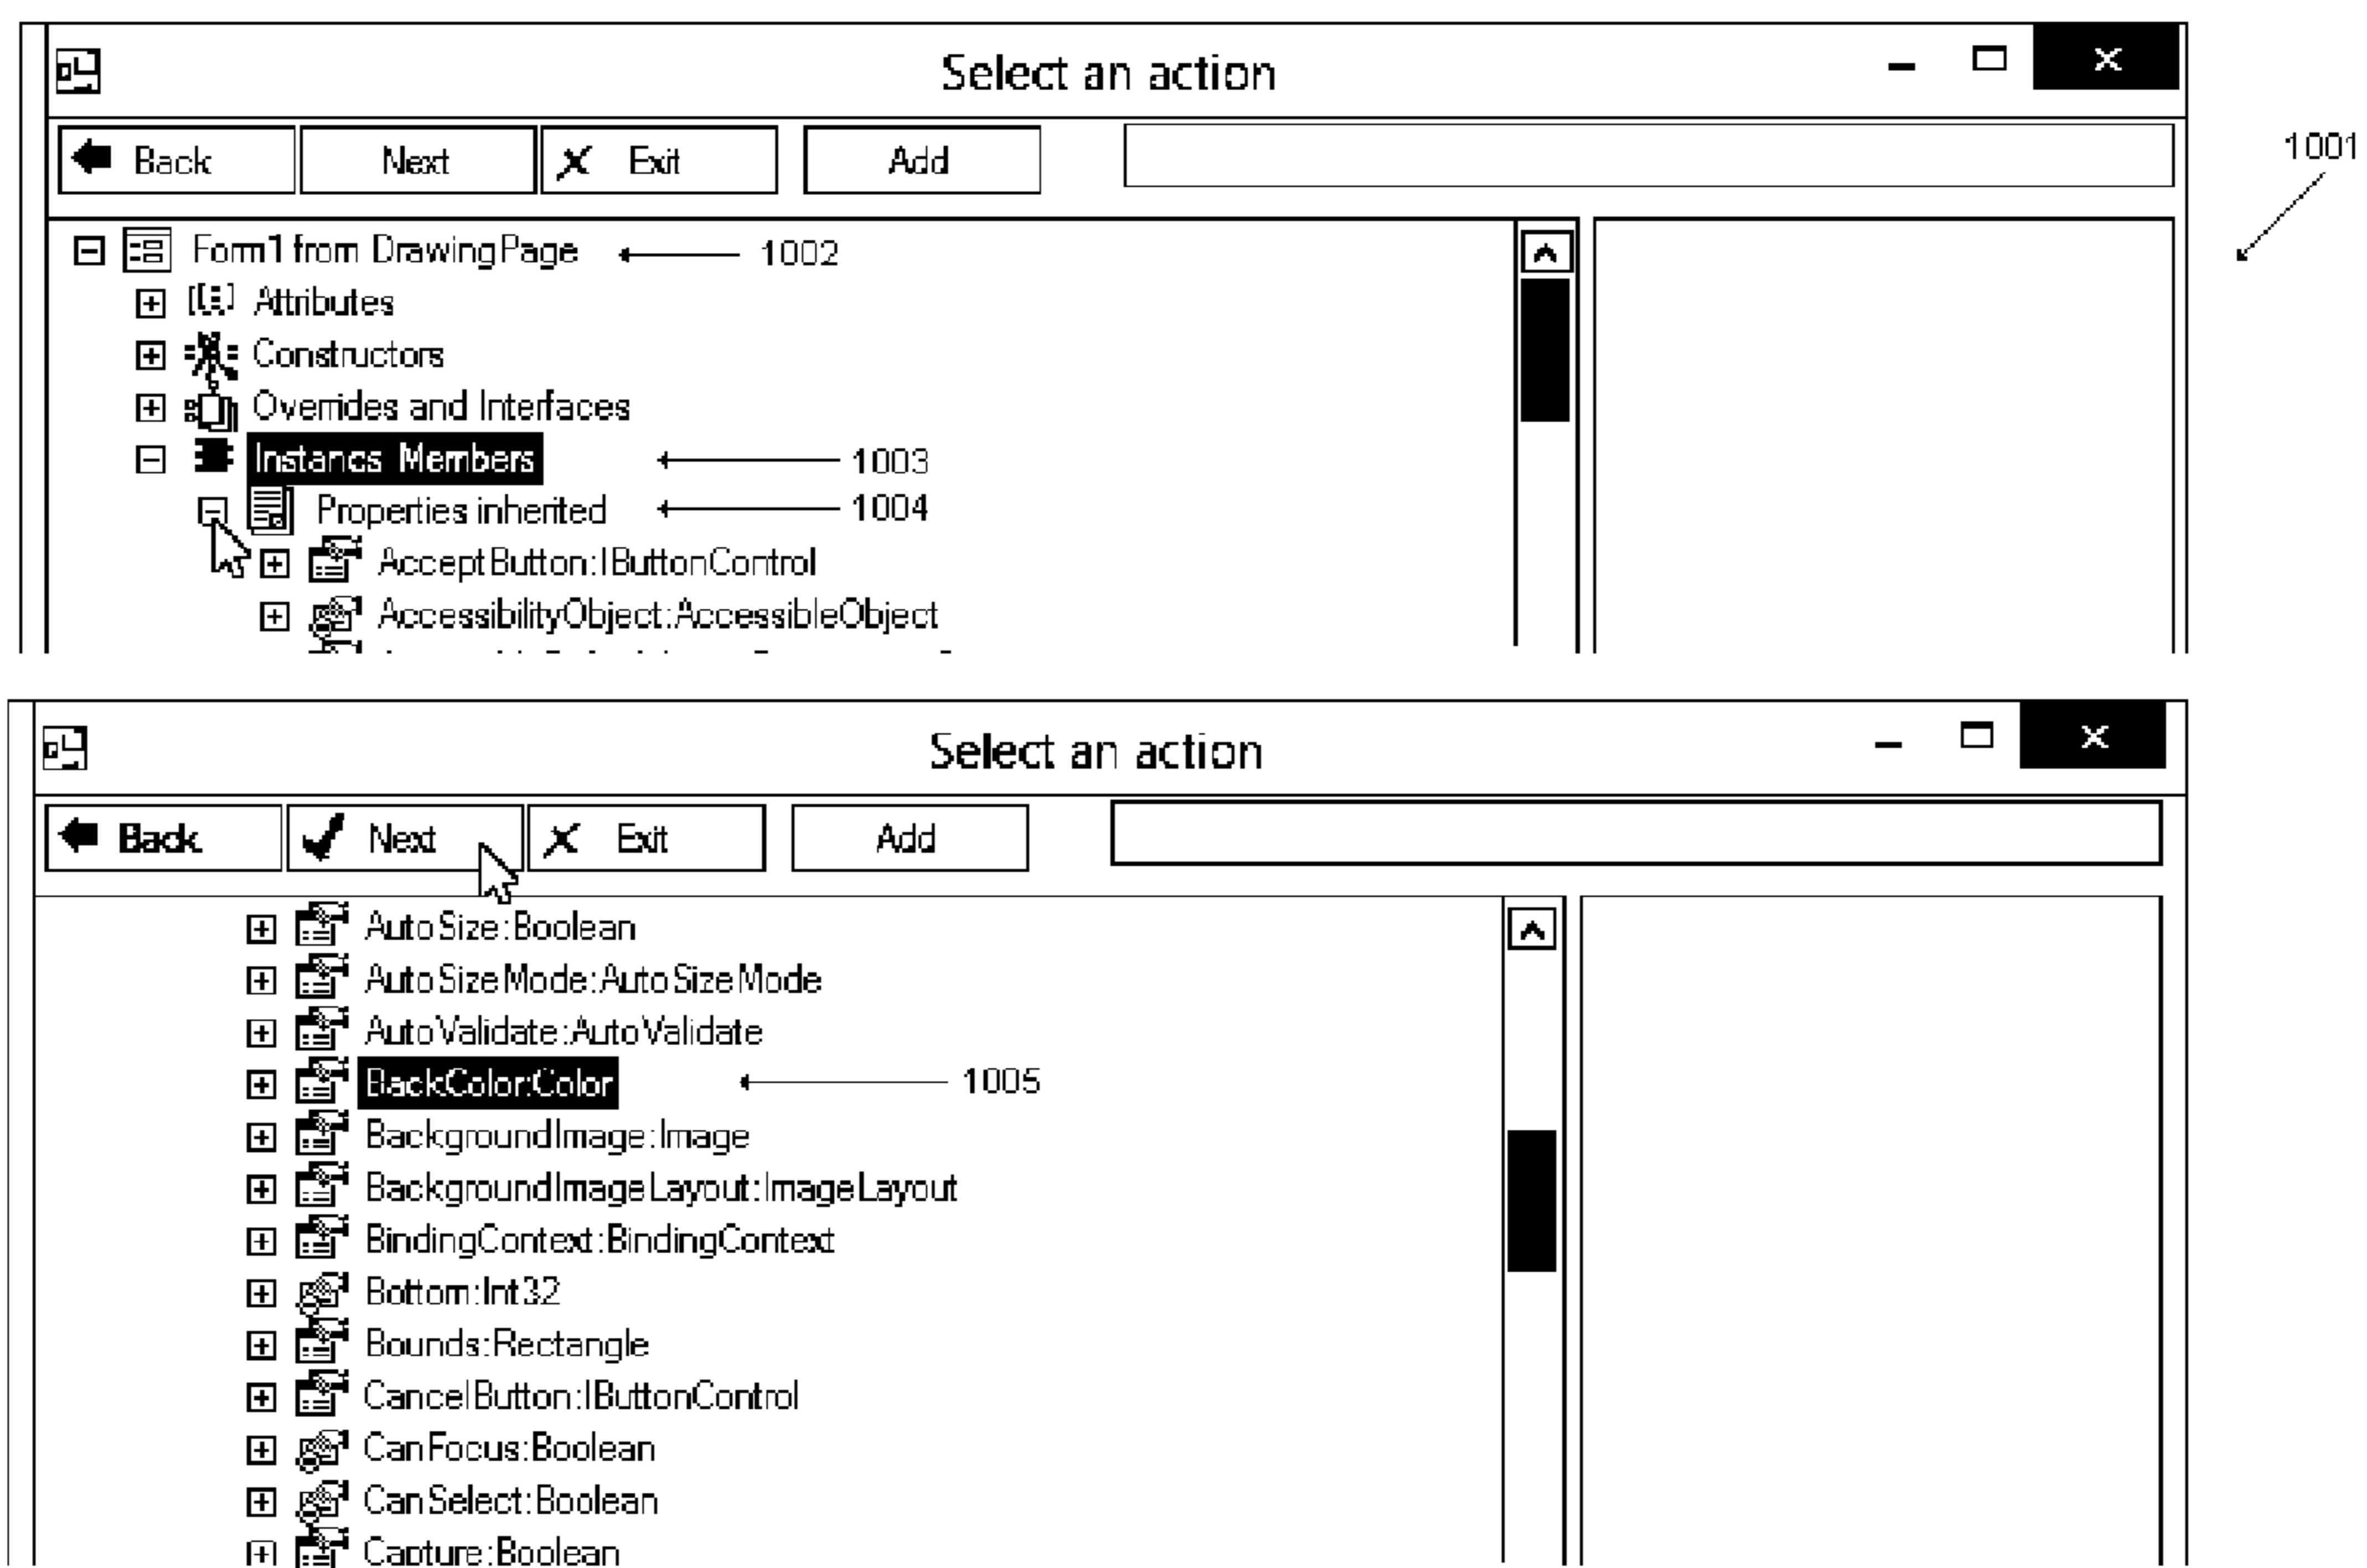 Select an action
Back Next Exit Add
1001
Form1 from DrawingPage 1002
Attributes
Constructors
Overrides and Interfaces
Instance Members 1003
Properties inherited 1004
AcceptButton:IButtonControl
AccessibilityObject:AccessibleObject
Select an action
Back Next Exit Add
AutoSize:Boolean
AutoSizeMode:AutoSizeMode
AutoValidate:AutoValidate
BackColor:Color 1005
BackgroundImage:Image
BackgroundImageLayout:ImageLayout
BindingContext:BindingContext
Bottom:Int32
Bounds:Rectangle
CancelButton:IButtonControl
CanFocus:Boolean
CanSelect:Boolean
Capture:Boolean